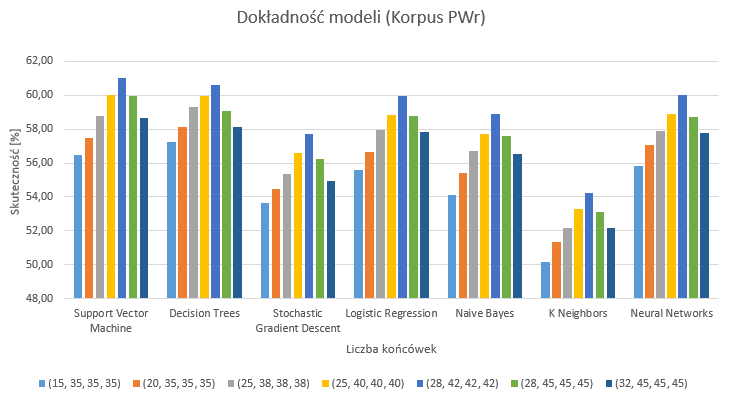 Dokładność modeli (Korpus PWr)
62,00
60,00
58,00
56,00
54,00
52,00
50,00
48,00
Skuteczność [%]
Support Vector Machine
Decision Trees
Stochastic Gradient Descent
Logistic Regression
Naive Bayes
K Neighbors
Neural Networks
Liczba końcówek
(15, 35, 35, 35) (20, 35, 35, 35) (25, 38, 38, 38) (25, 40, 40, 40) (28, 42, 42, 42) (28, 45, 45, 45) (32, 45, 45, 45)